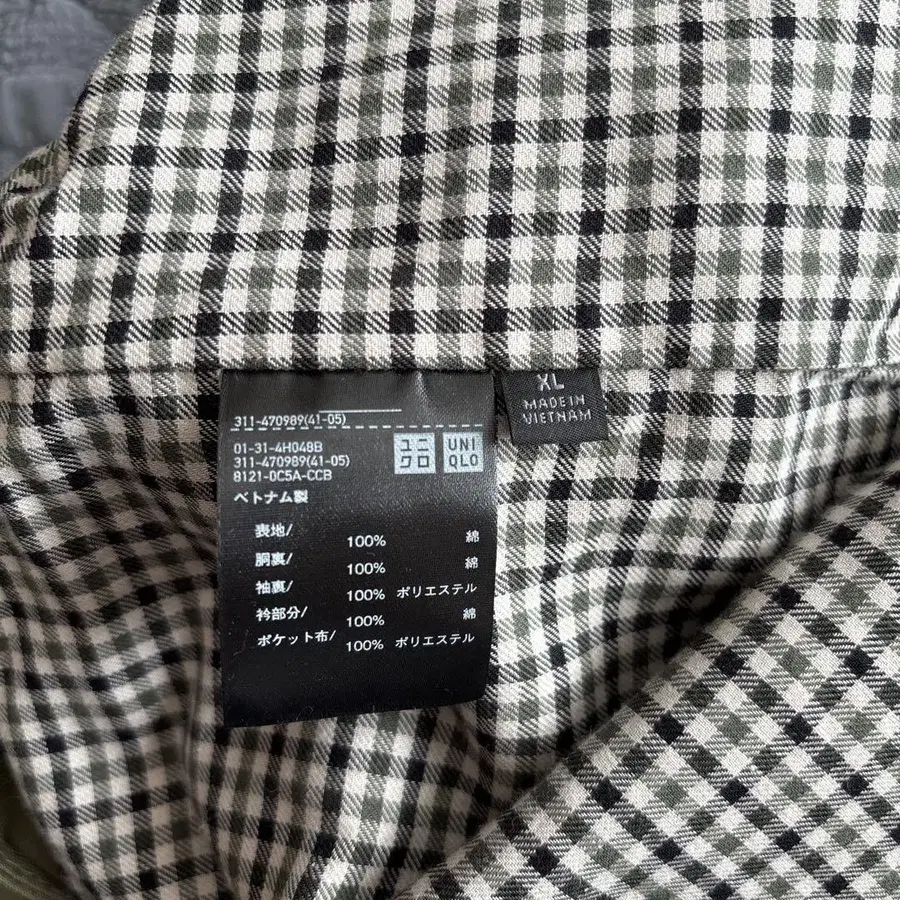 XL
MADE IN
VIETNAM
311-470989(41-05)
01-31-4H048B
311-470989(41-05)
8121-0C5A-CCB
ユニ
クロ
UNI
QLO
ベトナム製
表地/
100% 綿
胴裏/
100% 綿
袖裏/
100% ポリエステル
衿部分/
100% 綿
ポケット布/
100% ポリエステル